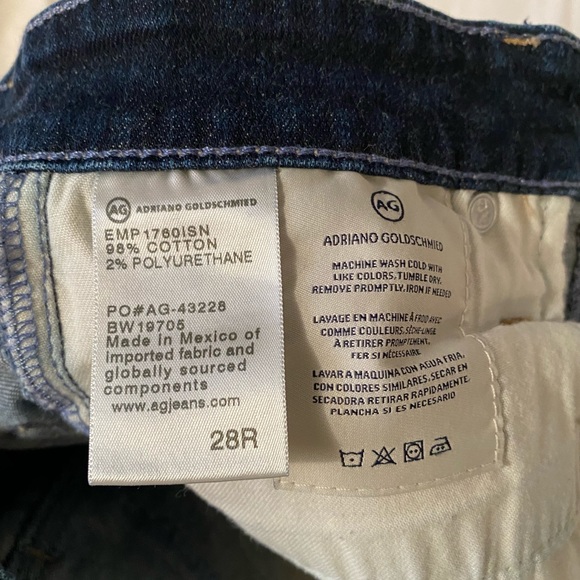 AG ADRIANO GOLDSCHMIED
EMP1780ISN
98% COTTON
2% POLYURETHANE
PO#AG-43228
BW19705
Made in Mexico of
imported fabric and
globally sourced
components
www.agjeans.com
28R
AG
ADRIANO GOLDSCHMIED
MACHINE WASH COLD WITH
LIKE COLORS. TUMBLE DRY.
REMOVE PROMPTLY. IRON IF NEEDED
LAVAGE EN MACHINE À FROID AVEC
COMME COULEURS. SÈCHE-LINGE
À RETIRER PROMPTEMENT.
FER SI NÉCESSAIRE
LAVAR A MAQUINA CON AGUA FRIA,
CON COLORES SIMILARES. SECAR EN
SECADORA RETIRAR RAPIDAMENTE.
PLANCHA SI ES NECESARIO